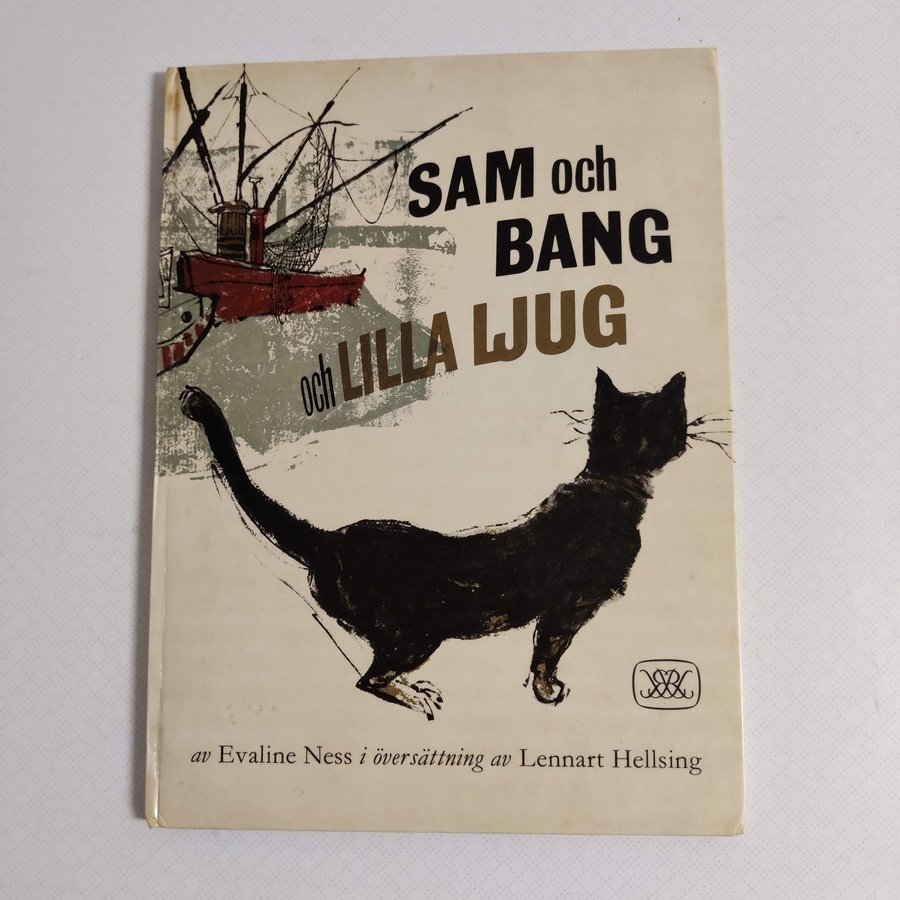 SAM och
BANG
och LILLA LJUG
av Evaline Ness i översättning av Lennart Hellsing